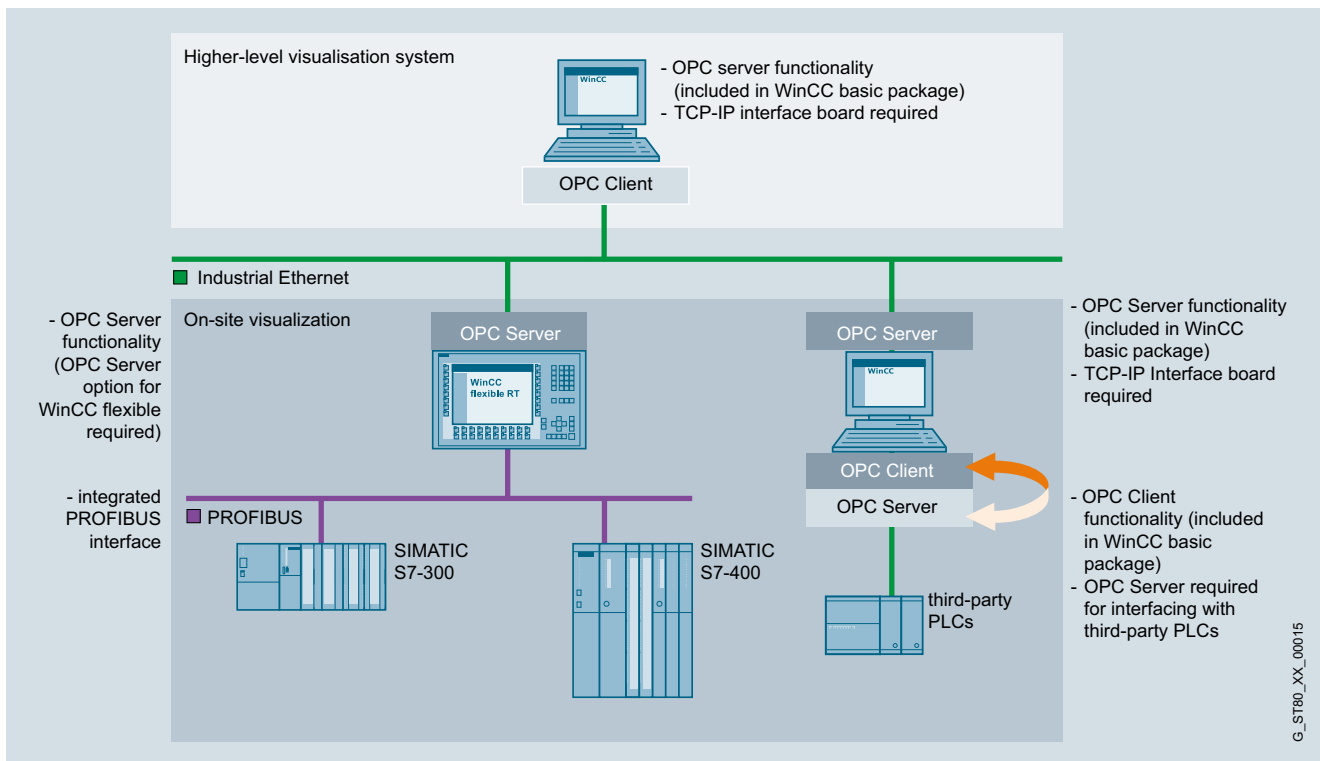 Higher-level visualisation system
WinCC
- OPC server functionality
(included in WinCC basic package)
- TCP-IP interface board required
OPC Client
Industrial Ethernet
- OPC Server
functionality
(OPC Server
option for
WinCC flexible
required)
On-site visualization
OPC Server
WinCC
flexible RT
OPC Server
WinCC
- OPC Server functionality
(included in WinCC
basic package)
- TCP-IP Interface board
required
OPC Client
OPC Server
- integrated
PROFIBUS
interface
PROFIBUS
SIMATIC
S7-300
SIMATIC
S7-400
third-party
PLCs
- OPC Client
functionality (included
in WinCC basic
package)
- OPC Server required
for interfacing with
third-party PLCs
G_ST80_XX_00015